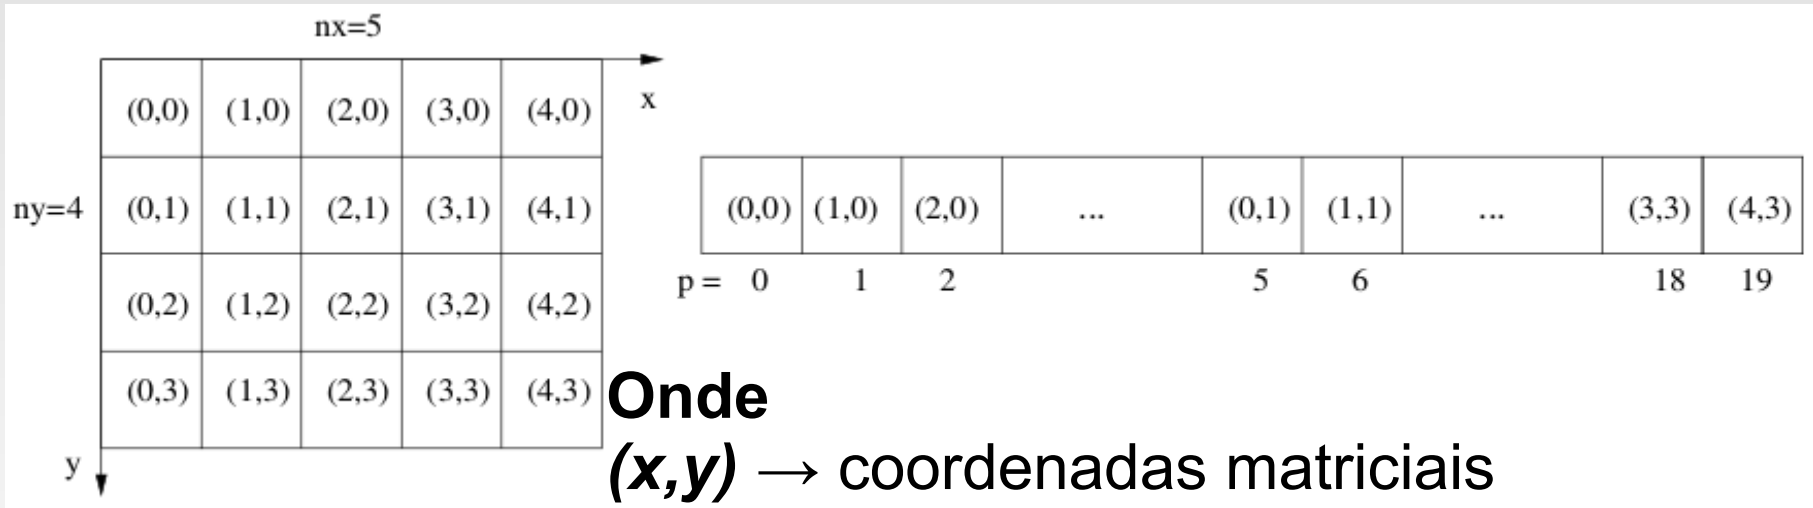 nx=5
x
(0,0) (1,0) (2,0) (3,0) (4,0)
ny=4
(0,1) (1,1) (2,1) (3,1) (4,1)
(0,2) (1,2) (2,2) (3,2) (4,2)
(0,3) (1,3) (2,3) (3,3) (4,3)
y
(0,0) (1,0) (2,0) ... (0,1) (1,1) ... (3,3) (4,3)
p = 0 1 2 5 6 18 19
Onde
(x,y) → coordenadas matriciais